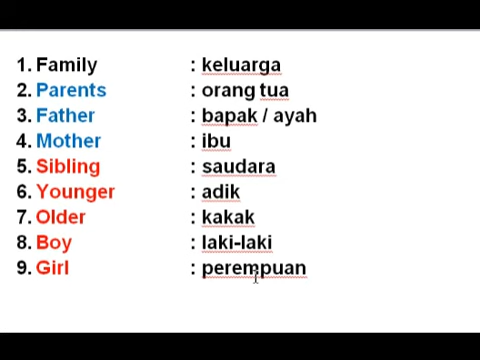 1. Family : keluarga
2. Parents : orang tua
3. Father : bapak / ayah
4. Mother : ibu
5. Sibling : saudara
6. Younger : adik
7. Older : kakak
8. Boy : laki-laki
9. Girl : perempuan